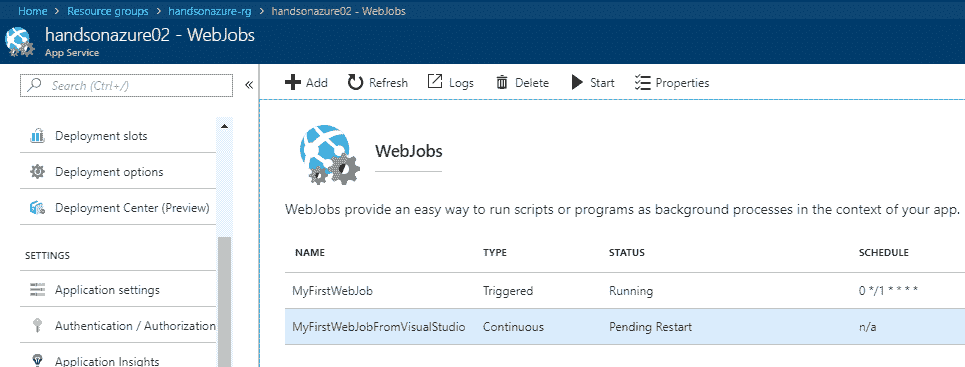 Home > Resource groups > handsonazure-rg > handsonazure02 - WebJobs
handsonazure02 - WebJobs
App Service
Search (Ctrl+/)
«
Add Refresh Logs Delete Start Properties
Deployment slots
Deployment options
Deployment Center (Preview)
SETTINGS
Application settings
Authentication / Authorization
Application Insights
WebJobs
WebJobs provide an easy way to run scripts or programs as background processes in the context of your app.
NAME TYPE STATUS SCHEDULE
MyFirstWebJob Triggered Running 0 */1 * * * *
MyFirstWebJobFromVisualStudio Continuous Pending Restart n/a